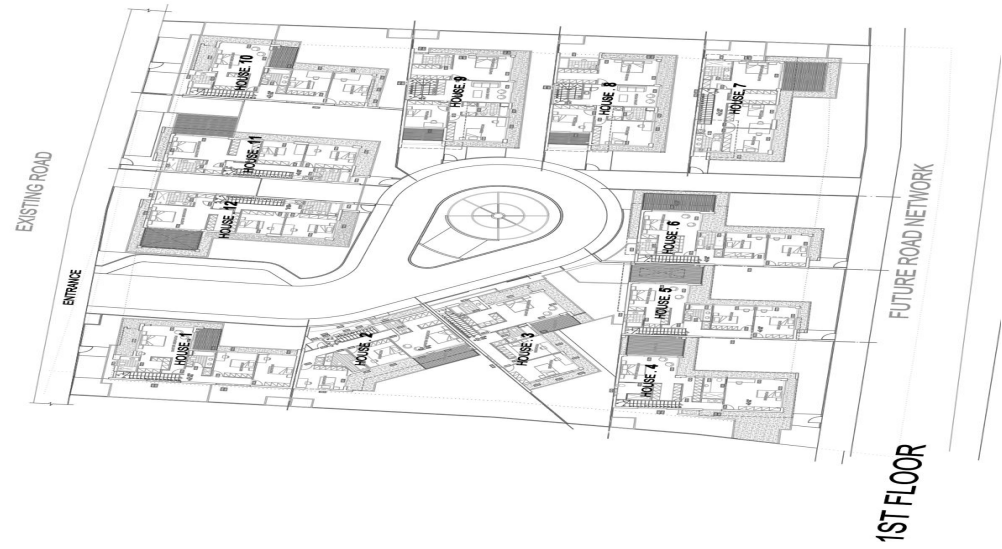 HOUSE. 10
HOUSE. 9
HOUSE. 8
HOUSE. 7
HOUSE. 11
EXISTING ROAD
HOUSE. 12
HOUSE. 6
FUTURE ROAD NETWORK
ENTRANCE
HOUSE. 5
HOUSE. 1
HOUSE. 2
HOUSE. 3
HOUSE. 4
1ST FLOOR